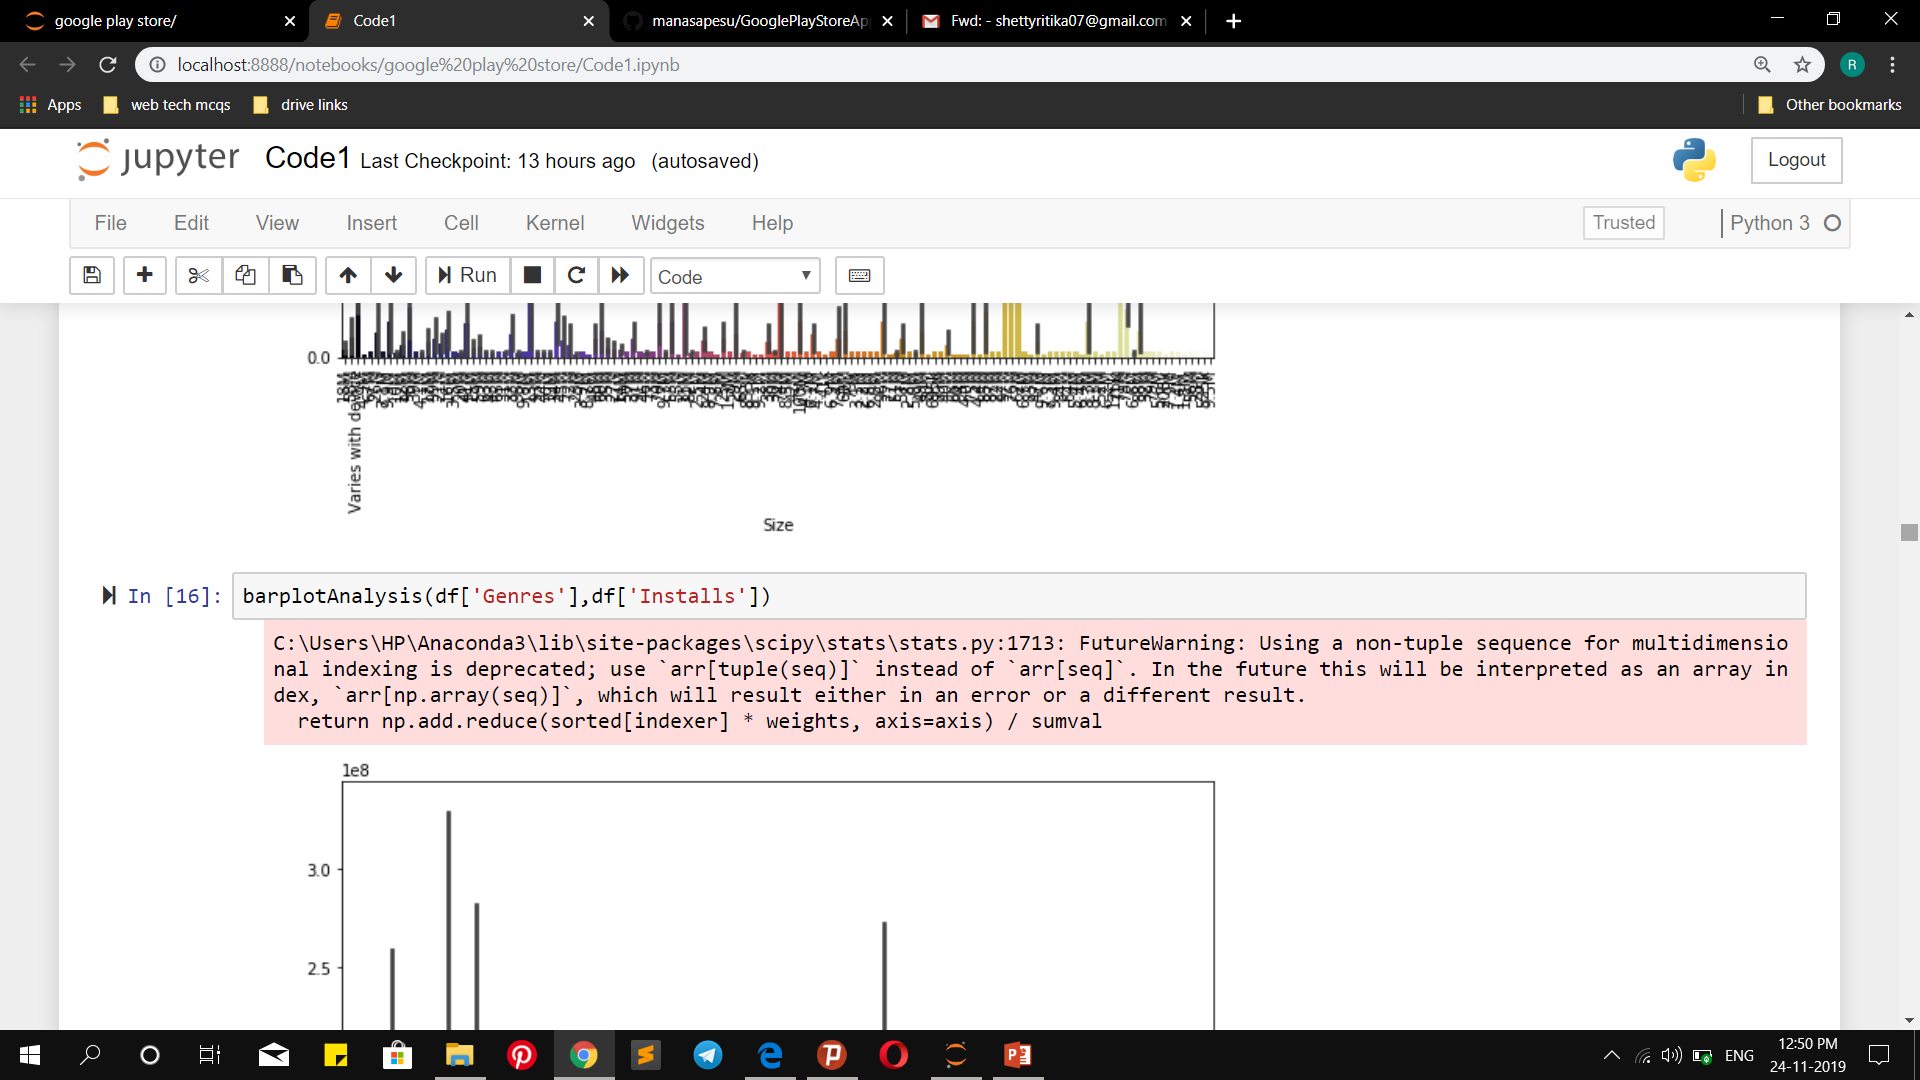 google play store/
Code1
manasapesu/GooglePlayStoreAp
Fwd: - shettyritika07@gmail.com
localhost:8888/notebooks/google%20play%20store/Code1.ipynb
R
Apps
web tech mcqs
drive links
Other bookmarks
jupyter
Code1 Last Checkpoint: 13 hours ago (autosaved)
Logout
File Edit View Insert Cell Kernel Widgets Help
Trusted
Python 3
Run
Code
0.0
Varies with
Size
In [16]:
barplotAnalysis(df['Genres'],df['Installs'])
C:\Users\HP\Anaconda3\lib\site-packages\scipy\stats\stats.py:1713: FutureWarning: Using a non-tuple sequence for multidimensio
nal indexing is deprecated; use `arr[tuple(seq)]` instead of `arr[seq]`. In the future this will be interpreted as an array in
dex, `arr[np.array(seq)]`, which will result either in an error or a different result.
return np.add.reduce(sorted[indexer] * weights, axis=axis) / sumval
1e8
3.0
2.5
ENG
12:50 PM
24-11-2019